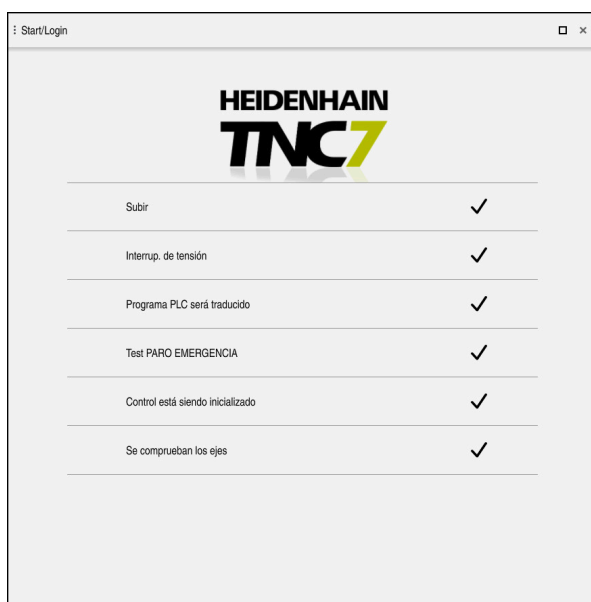 Start/Login
HEIDENHAIN
TNC7
Subir
Interrup. de tensión
Programa PLC será traducido
Test PARO EMERGENCIA
Control está siendo inicializado
Se comprueban los ejes